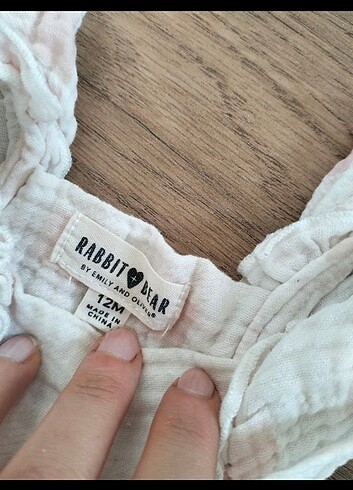 RABBIT BEAR
BY EMILY AND OLIVER®
12M
MADE IN
CHINA